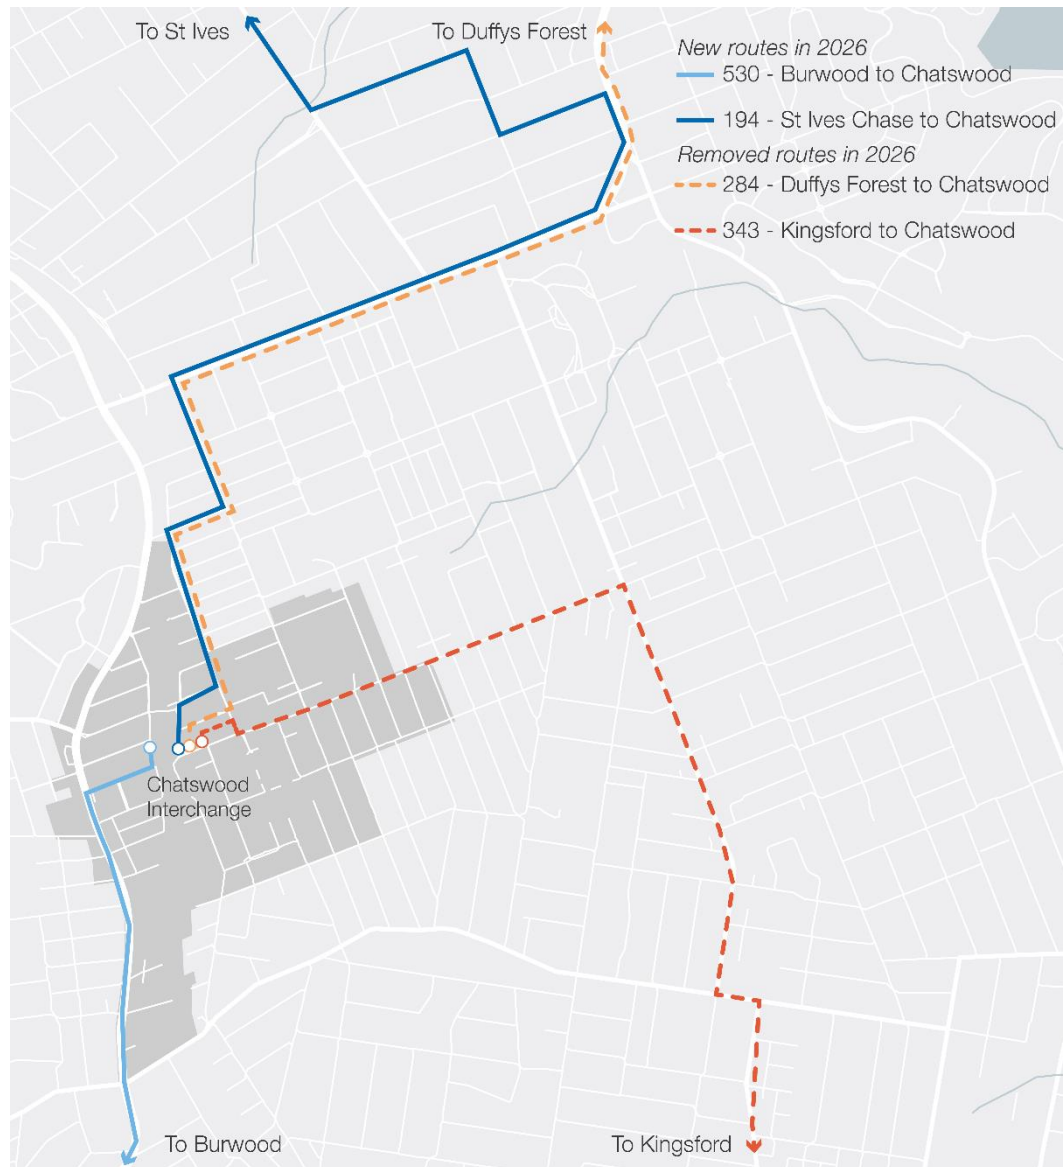 To St Ives
To Duffys Forest
New routes in 2026
530 - Burwood to Chatswood
194 - St Ives Chase to Chatswood
Removed routes in 2026
284 - Duffys Forest to Chatswood
343 - Kingsford to Chatswood
Chatswood
Interchange
To Burwood
To Kingsford